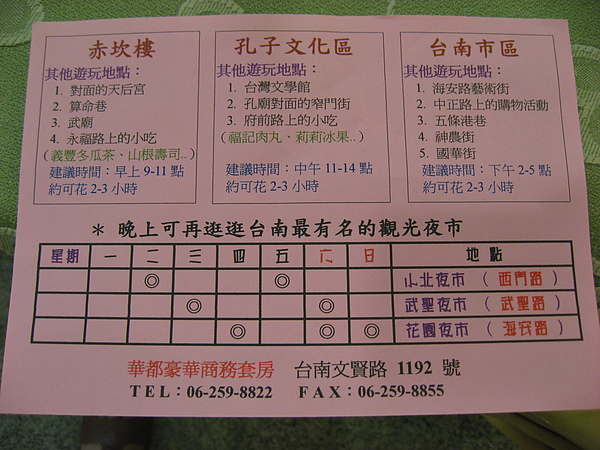 赤崁樓
其他遊玩地點：
1. 對面的天后宮
2. 算命巷
3. 武廟
4. 永福路上的小吃
（義豐冬瓜茶、山根壽司..）
建議時間：早上 9-11 點
約可花 2-3 小時
孔子文化區
其他遊玩地點：
1. 台灣文學館
2. 孔廟對面的窄門街
3. 府前路上的小吃
（福記肉丸、莉莉冰果..）
建議時間：中午 11-14 點
約可花 2-3 小時
台南市區
其他遊玩地點：
1. 海安路藝術街
2. 中正路上的購物活動
3. 五條港巷
4. 神農街
5. 國華街
建議時間：下午 2-5 點
約可花 2-3 小時
* 晚上可再逛逛台南最有名的觀光夜市
星期 一 二 三 四 五 六 日 地點
◎ ◎ 小北夜市 （西門路）
◎ ◎ 武聖夜市 （武聖路）
◎ ◎ ◎ 花園夜市 （海安路）
華都豪華商務套房 台南文賢路 1192 號
TEL：06-259-8822 FAX：06-259-8855